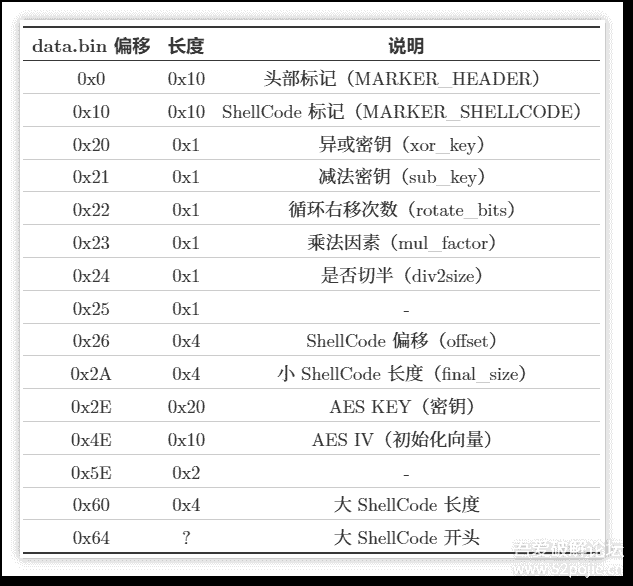 data.bin 偏移 长度 说明
0x0 0x10 头部标记（MARKER_HEADER）
0x10 0x10 ShellCode 标记（MARKER_SHELLCODE）
0x20 0x1 异或密钥（xor_key）
0x21 0x1 减法密钥（sub_key）
0x22 0x1 循环右移次数（rotate_bits）
0x23 0x1 乘法因素（mul_factor）
0x24 0x1 是否切半（div2size）
0x25 0x1 -
0x26 0x4 ShellCode 偏移（offset）
0x2A 0x4 小 ShellCode 长度（final_size）
0x2E 0x20 AES KEY（密钥）
0x4E 0x10 AES IV（初始化向量）
0x5E 0x2 -
0x60 0x4 大 ShellCode 长度
0x64 ? 大 ShellCode 开头
吾爱破解论坛
www.52pojie.cn